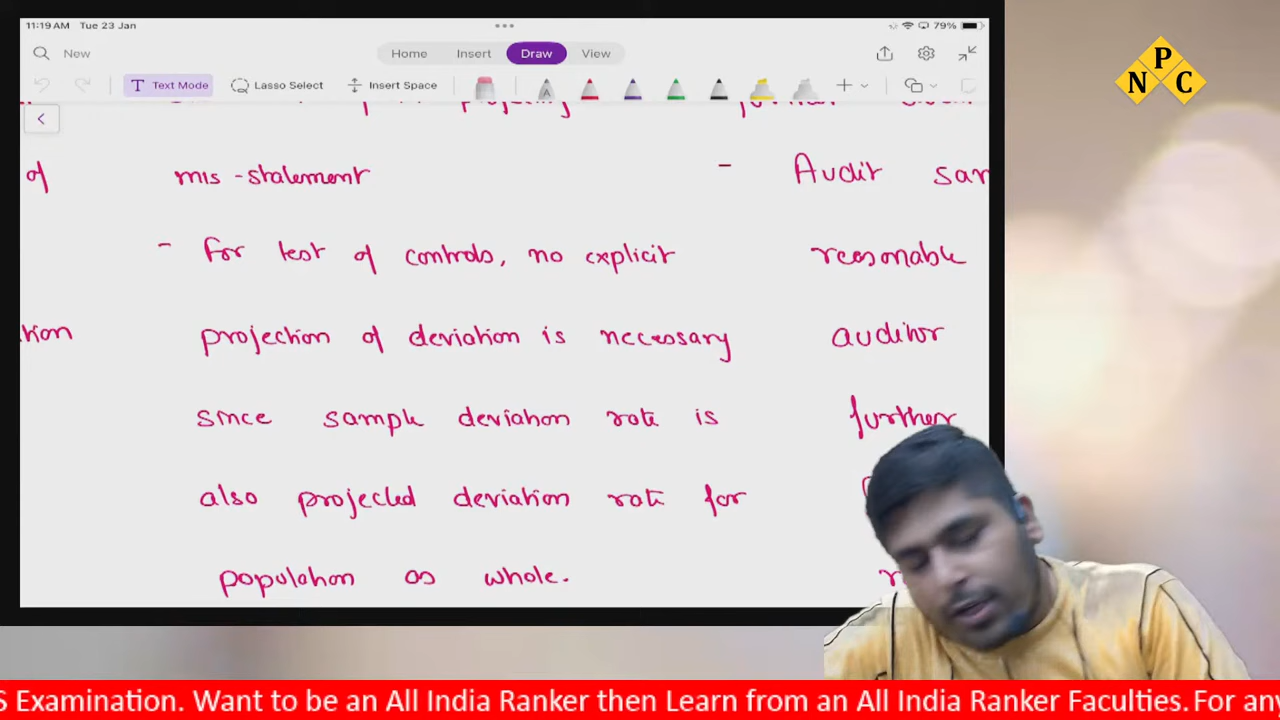 11:19 AM Tue 23 Jan
79%
New
Home Insert Draw View
Text Mode Lasso Select Insert Space
N P C
of
mis-statement
- Audit sam
- For test of controls, no explicit
reasonable
projection of deviation is necessary
auditor
since sample deviation rate is
further
also projected deviation rate for
population as whole.
S Examination. Want to be an All India Ranker then Learn from an All India Ranker Faculties.For any